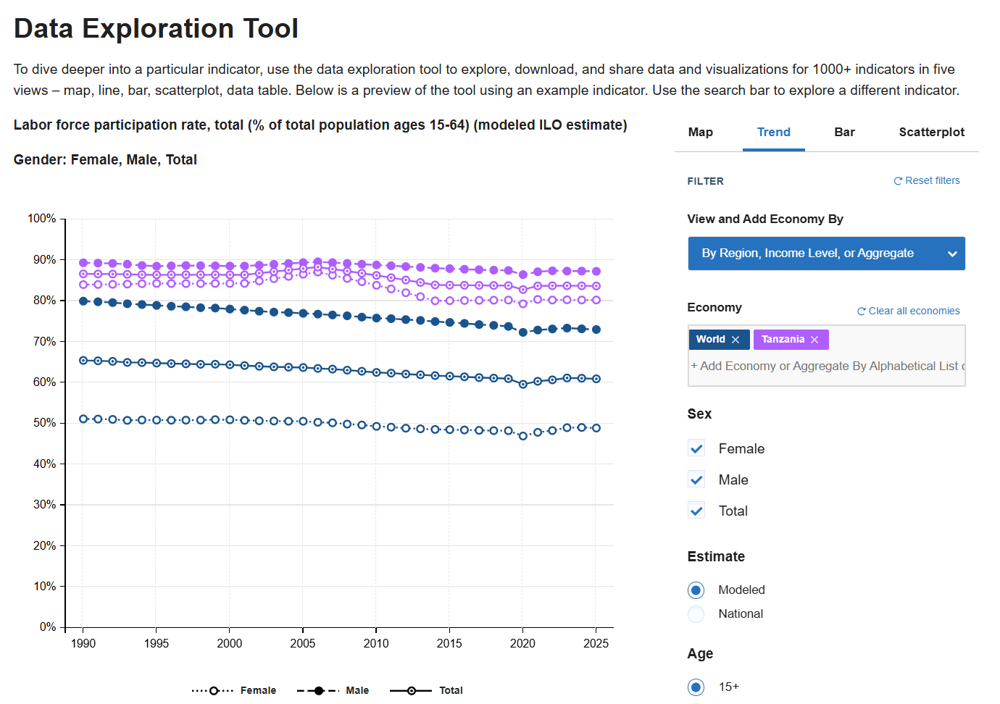 Data Exploration Tool
To dive deeper into a particular indicator, use the data exploration tool to explore, download, and share data and visualizations for 1000+ indicators in five
views – map, line, bar, scatterplot, data table. Below is a preview of the tool using an example indicator. Use the search bar to explore a different indicator.
Labor force participation rate, total (% of total population ages 15-64) (modeled ILO estimate)
Gender: Female, Male, Total
100%
90%
80%
70%
60%
50%
40%
30%
20%
10%
0%
1990 1995 2000 2005 2010 2015 2020 2025
Female Male Total
Map Trend Bar Scatterplot
FILTER Reset filters
View and Add Economy By
By Region, Income Level, or Aggregate
Economy Clear all economies
World × Tanzania ×
+ Add Economy or Aggregate By Alphabetical List
Sex
Female
Male
Total
Estimate
Modeled
National
Age
15+